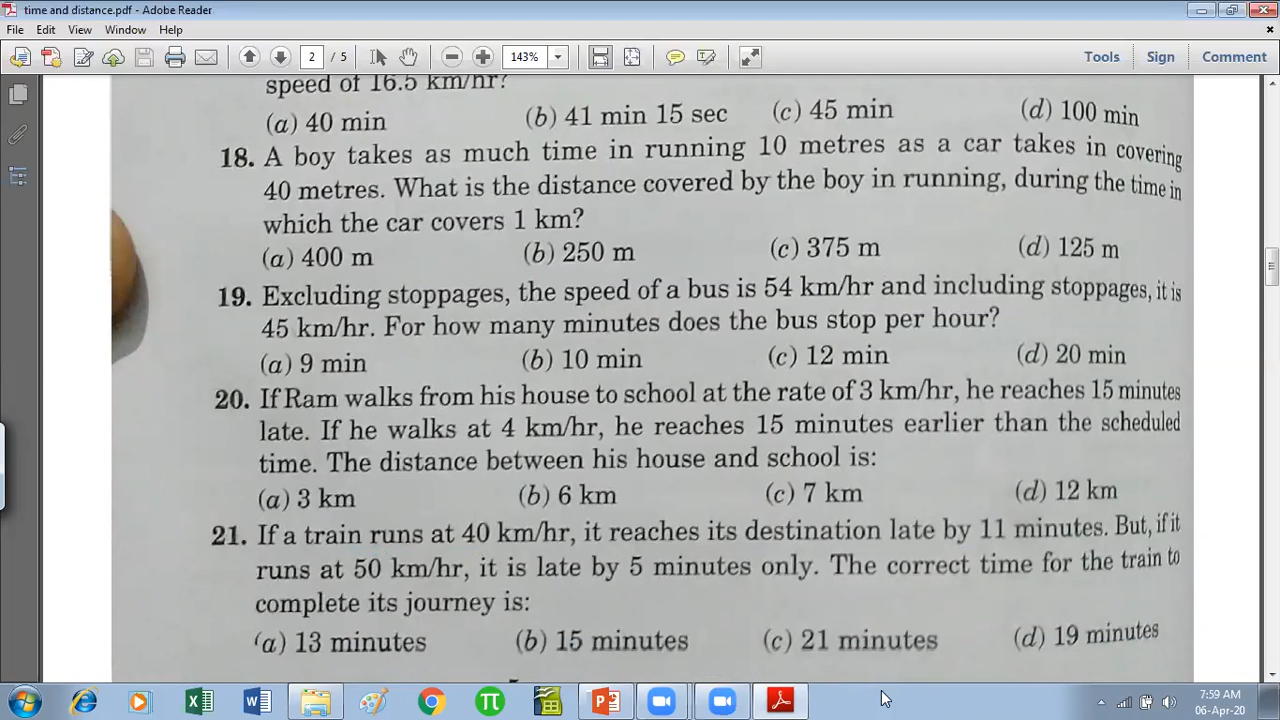 time and distance.pdf - Adobe Reader
File Edit View Window Help
2 / 5 143% Tools Sign Comment
speed of 16.5 km/hr?
(a) 40 min (b) 41 min 15 sec (c) 45 min (d) 100 min
18. A boy takes as much time in running 10 metres as a car takes in covering
40 metres. What is the distance covered by the boy in running, during the time in
which the car covers 1 km?
(a) 400 m (b) 250 m (c) 375 m (d) 125 m
19. Excluding stoppages, the speed of a bus is 54 km/hr and including stoppages, it is
45 km/hr. For how many minutes does the bus stop per hour?
(a) 9 min (b) 10 min (c) 12 min (d) 20 min
20. If Ram walks from his house to school at the rate of 3 km/hr, he reaches 15 minutes
late. If he walks at 4 km/hr, he reaches 15 minutes earlier than the scheduled
time. The distance between his house and school is:
(a) 3 km (b) 6 km (c) 7 km (d) 12 km
21. If a train runs at 40 km/hr, it reaches its destination late by 11 minutes. But, if it
runs at 50 km/hr, it is late by 5 minutes only. The correct time for the train to
complete its journey is:
(a) 13 minutes (b) 15 minutes (c) 21 minutes (d) 19 minutes
7:59 AM
06-Apr-20